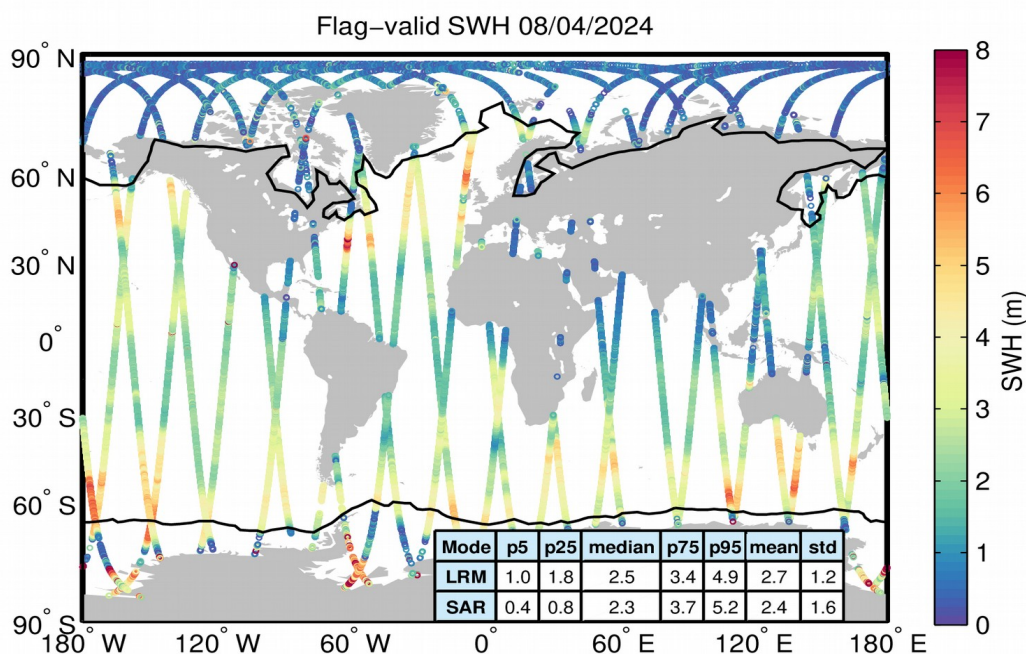 Flag−valid SWH 08/04/2024
90° N
60° N
30° N
0°
30° S
60° S
90° S
180° W
120° W
60° W
0°
60° E
120° E
180° E
8
7
6
5
4
3
2
1
0
SWH (m)
Mode p5 p25 median p75 p95 mean std
LRM 1.0 1.8 2.5 3.4 4.9 2.7 1.2
SAR 0.4 0.8 2.3 3.7 5.2 2.4 1.6